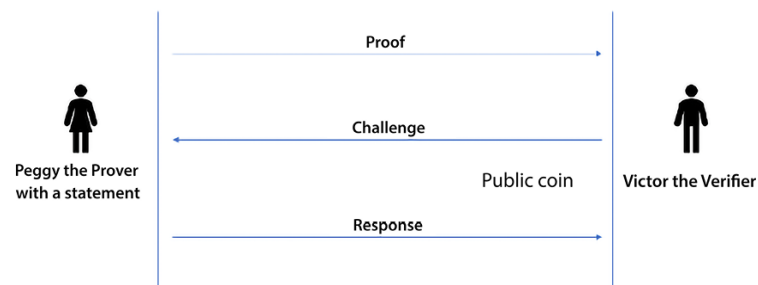 Proof
Challenge
Peggy the Prover
with a statement
Public coin
Victor the Verifier
Response